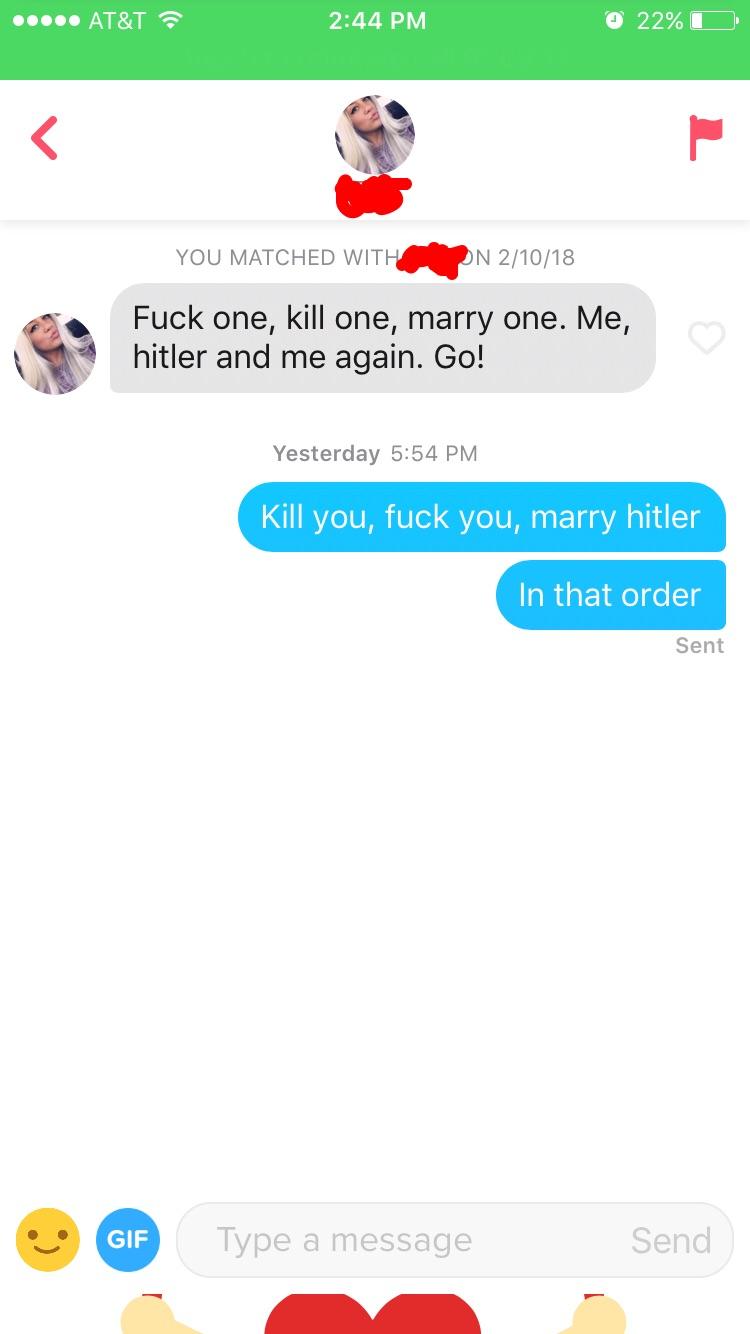 AT&T 2:44 PM 22%
YOU MATCHED WITH ON 2/10/18
Fuck one, kill one, marry one. Me,
hitler and me again. Go!
Yesterday 5:54 PM
Kill you, fuck you, marry hitler
In that order
Sent
GIF Type a message Send